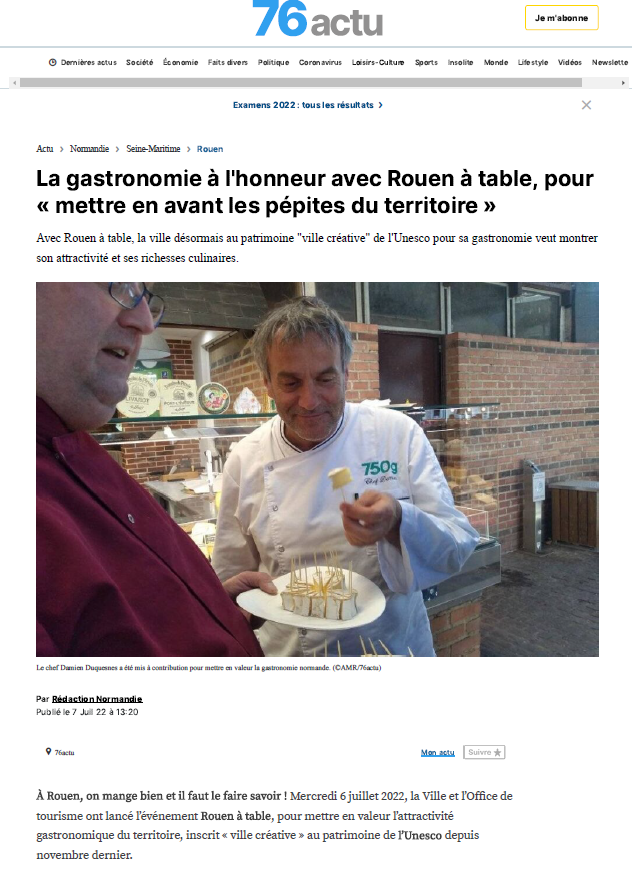 76 actu
Je m'abonne
Dernières actus Société Économie Faits divers Politique Coronavirus Loisirs-Culture Sports Insolite Monde Lifestyle Vidéos Newslette
Examens 2022 : tous les résultats >
Actu > Normandie > Seine-Maritime > Rouen
La gastronomie à l'honneur avec Rouen à table, pour
« mettre en avant les pépites du territoire »
Avec Rouen à table, la ville désormais au patrimoine "ville créative" de l'Unesco pour sa gastronomie veut montrer
son attractivité et ses richesses culinaires.
750g
Le chef Damien Duquesnes a été mis à contribution pour mettre en valeur la gastronomie normande. (©AMR/76actu)
Par Rédaction Normandie
Publié le 7 Juil 22 à 13:20
76actu
Mon actu Suivre
À Rouen, on mange bien et il faut le faire savoir ! Mercredi 6 juillet 2022, la Ville et l'Office de
tourisme ont lancé l'événement Rouen à table, pour mettre en valeur l'attractivité
gastronomique du territoire, inscrit « ville créative » au patrimoine de l'Unesco depuis
novembre dernier.